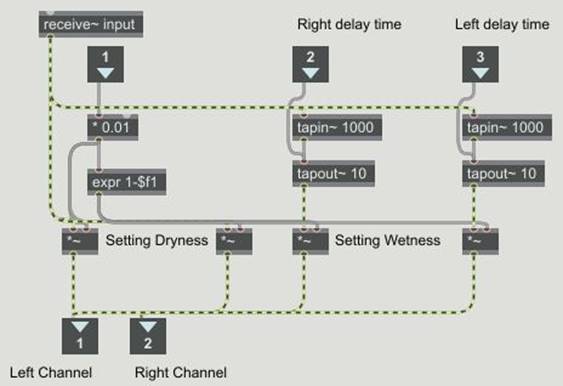 receive~ input
Right delay time
Left delay time
1
2
3
* 0.01
tapin~ 1000
tapin~ 1000
expr 1-$f1
tapout~ 10
tapout~ 10
*~
Setting Dryness
*~
*~
Setting Wetness
*~
1
2
Left Channel
Right Channel